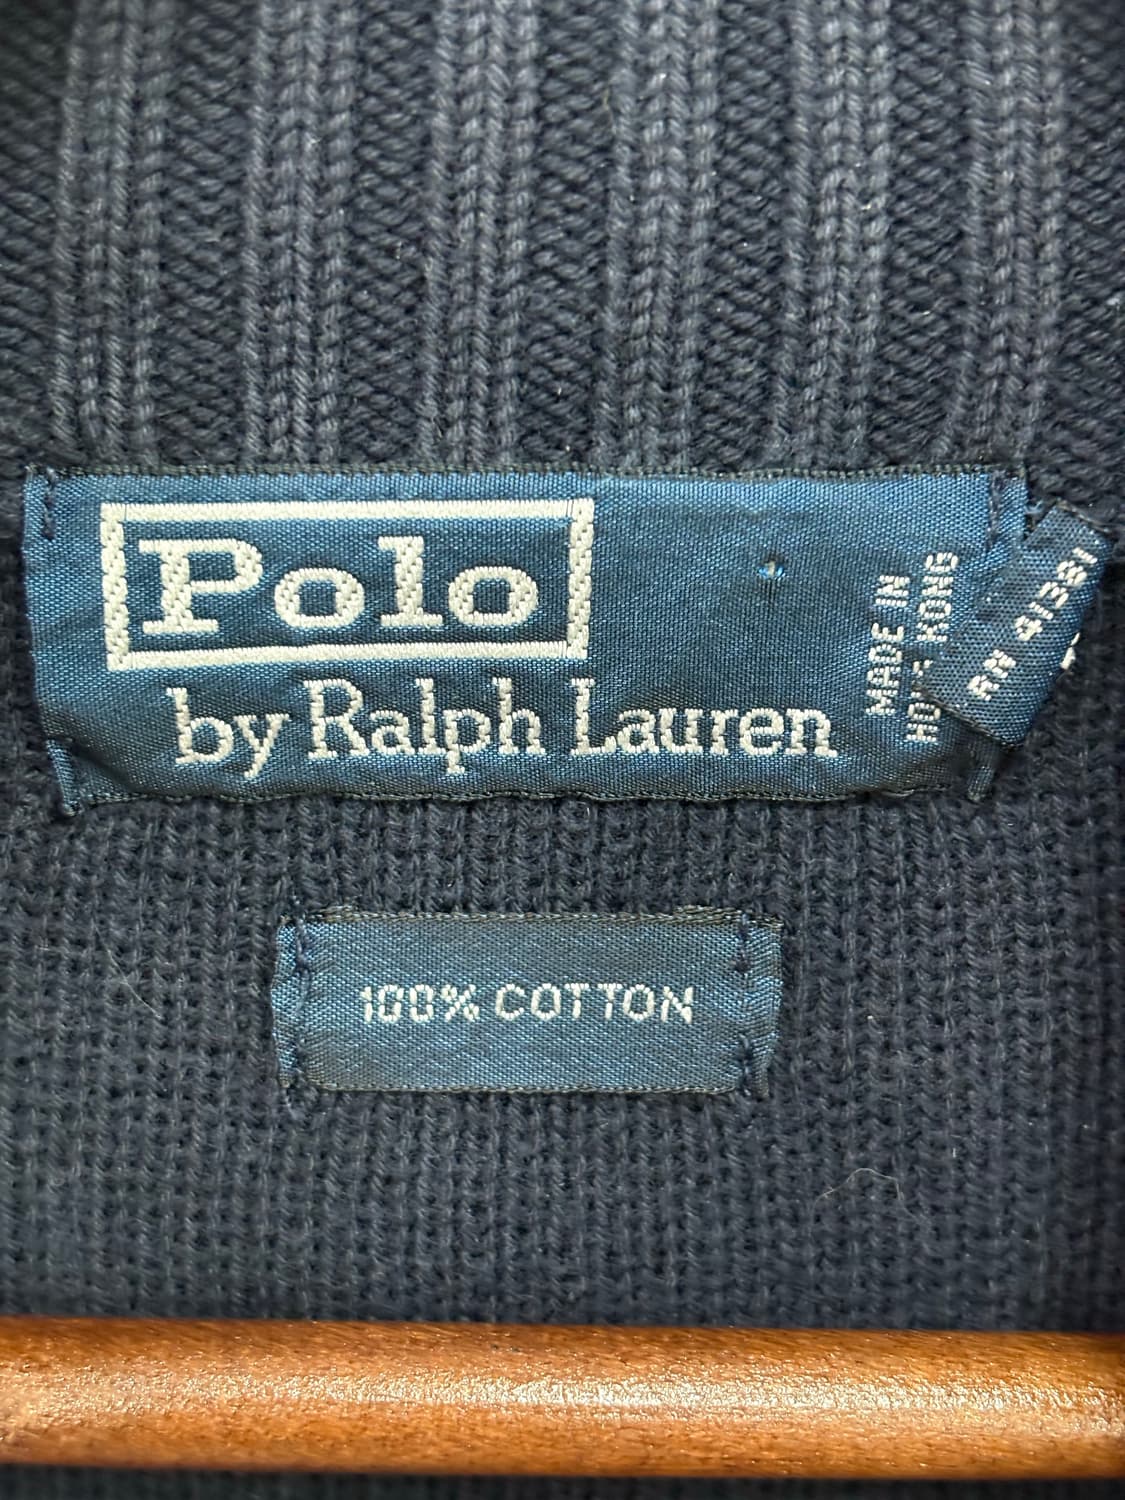 Polo
by Ralph Lauren
MADE IN
HONG KONG
RN 41381
100% COTTON